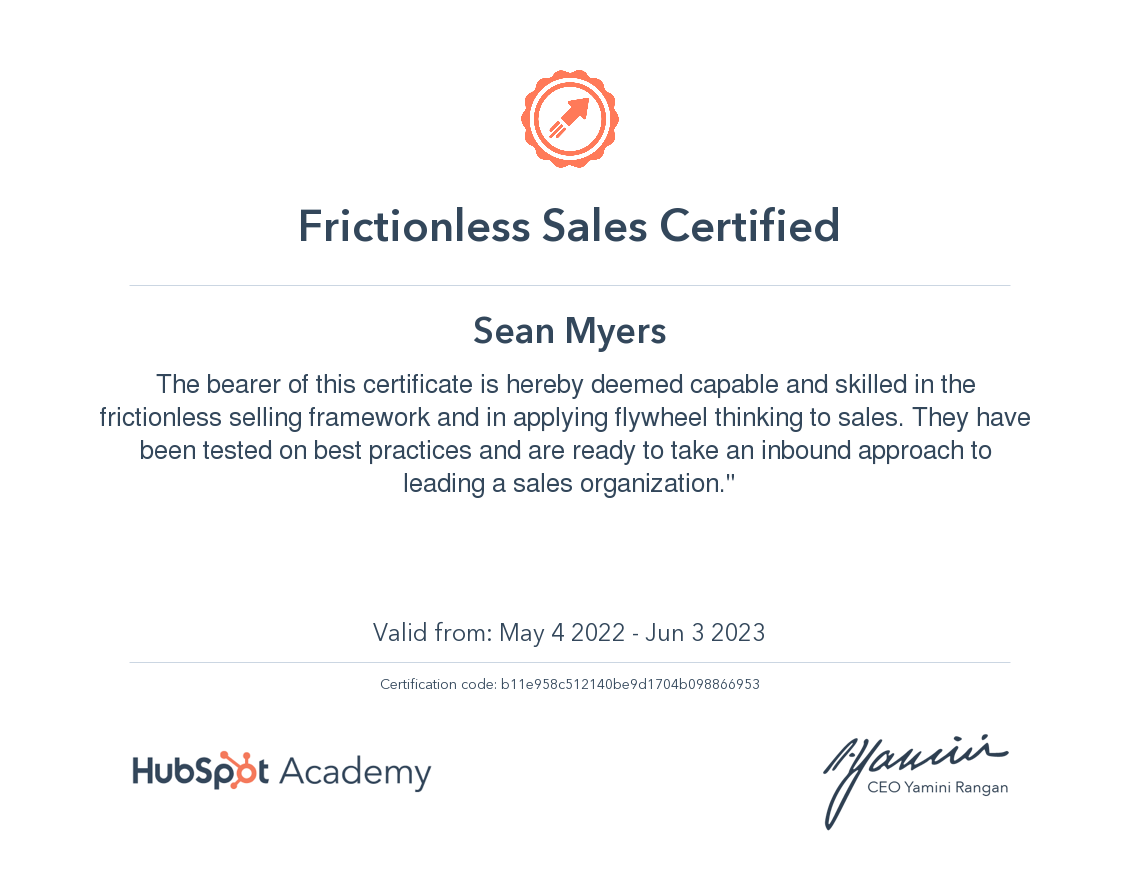 Frictionless Sales Certified
Sean Myers
The bearer of this certificate is hereby deemed capable and skilled in the
frictionless selling framework and in applying flywheel thinking to sales. They have
been tested on best practices and are ready to take an inbound approach to
leading a sales organization."
Valid from: May 4 2022 - Jun 3 2023
Certification code: b11e958c512140be9d1704b098866953
HubSpot Academy
Yamini
CEO Yamini Rangan